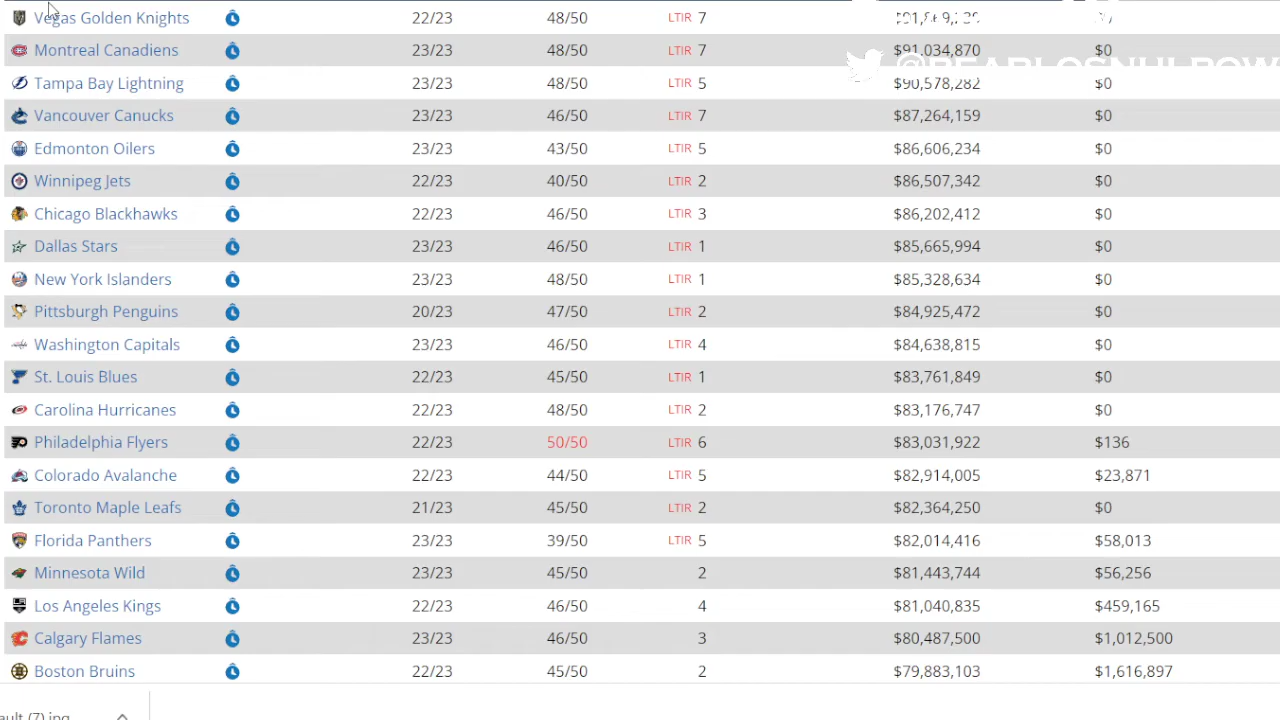 Vegas Golden Knights 22/23 48/50 LTIR 7
Montreal Canadiens 23/23 48/50 LTIR 7 $91,034,870 $0
Tampa Bay Lightning 23/23 48/50 LTIR 5 $90,578,282 $0
Vancouver Canucks 23/23 46/50 LTIR 7 $87,264,159 $0
Edmonton Oilers 23/23 43/50 LTIR 5 $86,606,234 $0
Winnipeg Jets 22/23 40/50 LTIR 2 $86,507,342 $0
Chicago Blackhawks 22/23 46/50 LTIR 3 $86,202,412 $0
Dallas Stars 23/23 46/50 LTIR 1 $85,665,994 $0
New York Islanders 23/23 48/50 LTIR 1 $85,328,634 $0
Pittsburgh Penguins 20/23 47/50 LTIR 2 $84,925,472 $0
Washington Capitals 23/23 46/50 LTIR 4 $84,638,815 $0
St. Louis Blues 22/23 45/50 LTIR 1 $83,761,849 $0
Carolina Hurricanes 22/23 48/50 LTIR 2 $83,176,747 $0
Philadelphia Flyers 22/23 50/50 LTIR 6 $83,031,922 $136
Colorado Avalanche 22/23 44/50 LTIR 5 $82,914,005 $23,871
Toronto Maple Leafs 21/23 45/50 LTIR 2 $82,364,250 $0
Florida Panthers 23/23 39/50 LTIR 5 $82,014,416 $58,013
Minnesota Wild 23/23 45/50 2 $81,443,744 $56,256
Los Angeles Kings 22/23 46/50 4 $81,040,835 $459,165
Calgary Flames 23/23 46/50 3 $80,487,500 $1,012,500
Boston Bruins 22/23 45/50 2 $79,883,103 $1,616,897